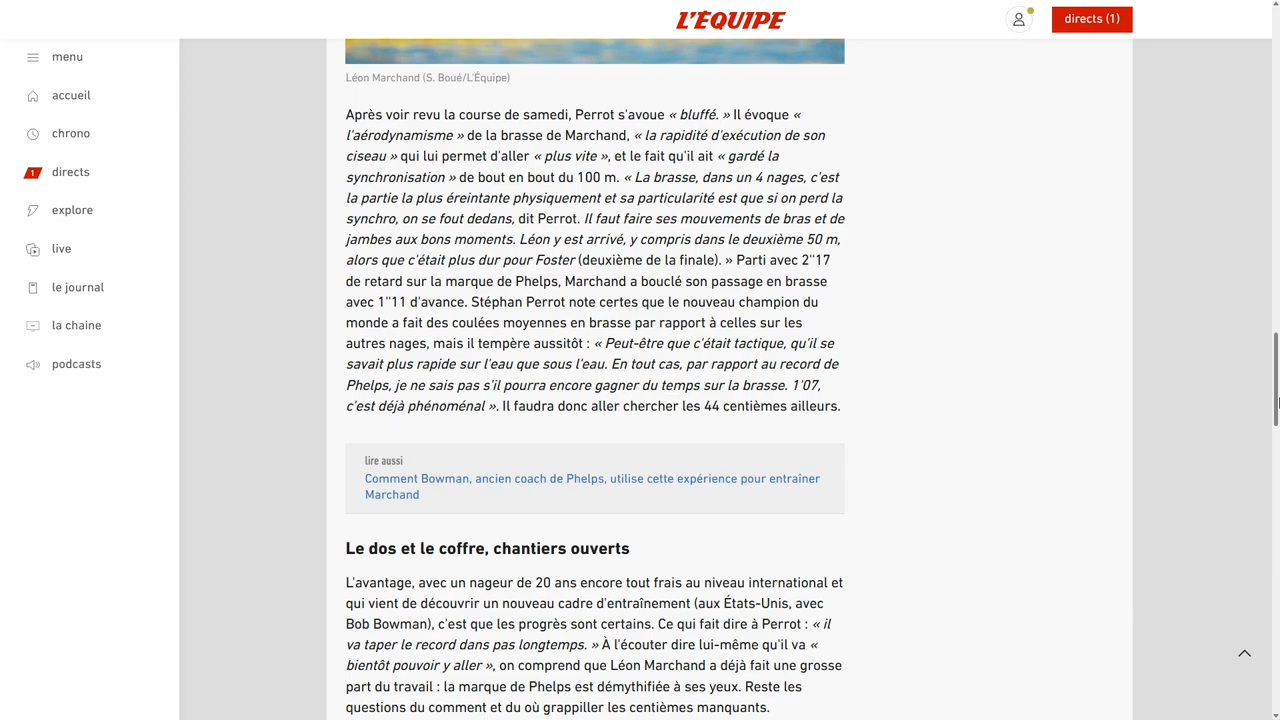 L'ÉQUIPE
directs (1)
menu
accueil
chrono
1
directs
explore
live
le journal
la chaine
podcasts
Léon Marchand (S. Boué/L'Équipe)
Après voir revu la course de samedi, Perrot s'avoue « bluffé. » Il évoque «
l'aérodynamisme » de la brasse de Marchand, « la rapidité d'exécution de son
ciseau » qui lui permet d'aller « plus vite », et le fait qu'il ait « gardé la
synchronisation » de bout en bout du 100 m. « La brasse, dans un 4 nages, c'est
la partie la plus éreintante physiquement et sa particularité est que si on perd la
synchro, on se fout dedans, dit Perrot. Il faut faire ses mouvements de bras et de
jambes aux bons moments. Léon y est arrivé, y compris dans le deuxième 50 m,
alors que c'était plus dur pour Foster (deuxième de la finale). » Parti avec 2''17
de retard sur la marque de Phelps, Marchand a bouclé son passage en brasse
avec 1''11 d'avance. Stéphan Perrot note certes que le nouveau champion du
monde a fait des coulées moyennes en brasse par rapport à celles sur les
autres nages, mais il tempère aussitôt : « Peut-être que c'était tactique, qu'il se
savait plus rapide sur l'eau que sous l'eau. En tout cas, par rapport au record de
Phelps, je ne sais pas s'il pourra encore gagner du temps sur la brasse. 1'07,
c'est déjà phénoménal ». Il faudra donc aller chercher les 44 centièmes ailleurs.
lire aussi
Comment Bowman, ancien coach de Phelps, utilise cette expérience pour entraîner
Marchand
Le dos et le coffre, chantiers ouverts
L'avantage, avec un nageur de 20 ans encore tout frais au niveau international et
qui vient de découvrir un nouveau cadre d'entraînement (aux États-Unis, avec
Bob Bowman), c'est que les progrès sont certains. Ce qui fait dire à Perrot : « il
va taper le record dans pas longtemps. » À l'écouter dire lui-même qu'il va «
bientôt pouvoir y aller », on comprend que Léon Marchand a déjà fait une grosse
part du travail : la marque de Phelps est démythifiée à ses yeux. Reste les
questions du comment et du où grappiller les centièmes manquants.